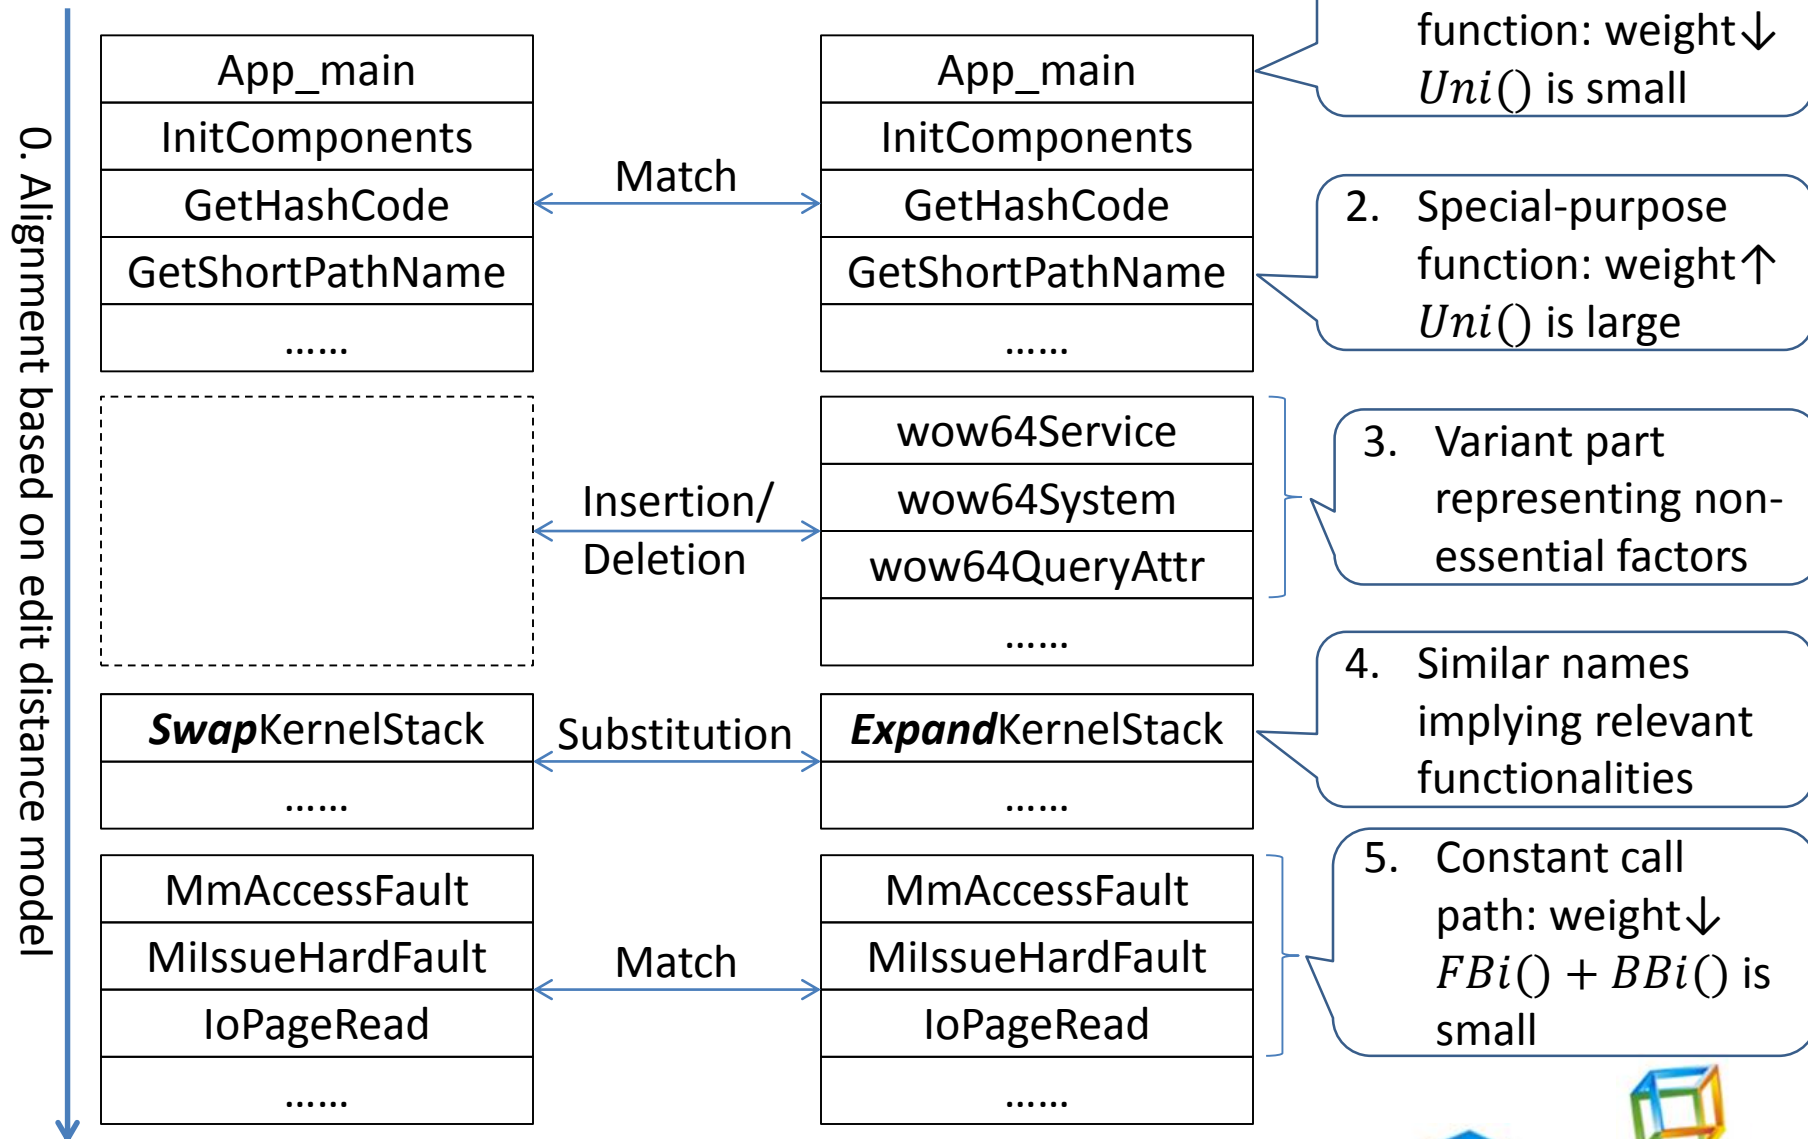 0. Alignment based on edit distance model
App_main
InitComponents
GetHashCode
GetShortPathName
......
Match
App_main
InitComponents
GetHashCode
GetShortPathName
......
function: weight↓
Uni() is small
2. Special-purpose
function: weight↑
Uni() is large
Insertion/
Deletion
wow64Service
wow64System
wow64QueryAttr
......
3. Variant part
representing non-
essential factors
SwapKernelStack
......
Substitution
ExpandKernelStack
......
4. Similar names
implying relevant
functionalities
MmAccessFault
MiIssueHardFault
IoPageRead
......
Match
MmAccessFault
MiIssueHardFault
IoPageRead
......
5. Constant call
path: weight↓
FBi() + BBi() is
small